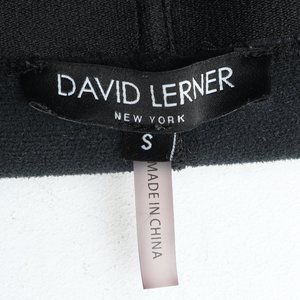 DAVID LERNER
NEW YORK
S
MADE IN CHINA